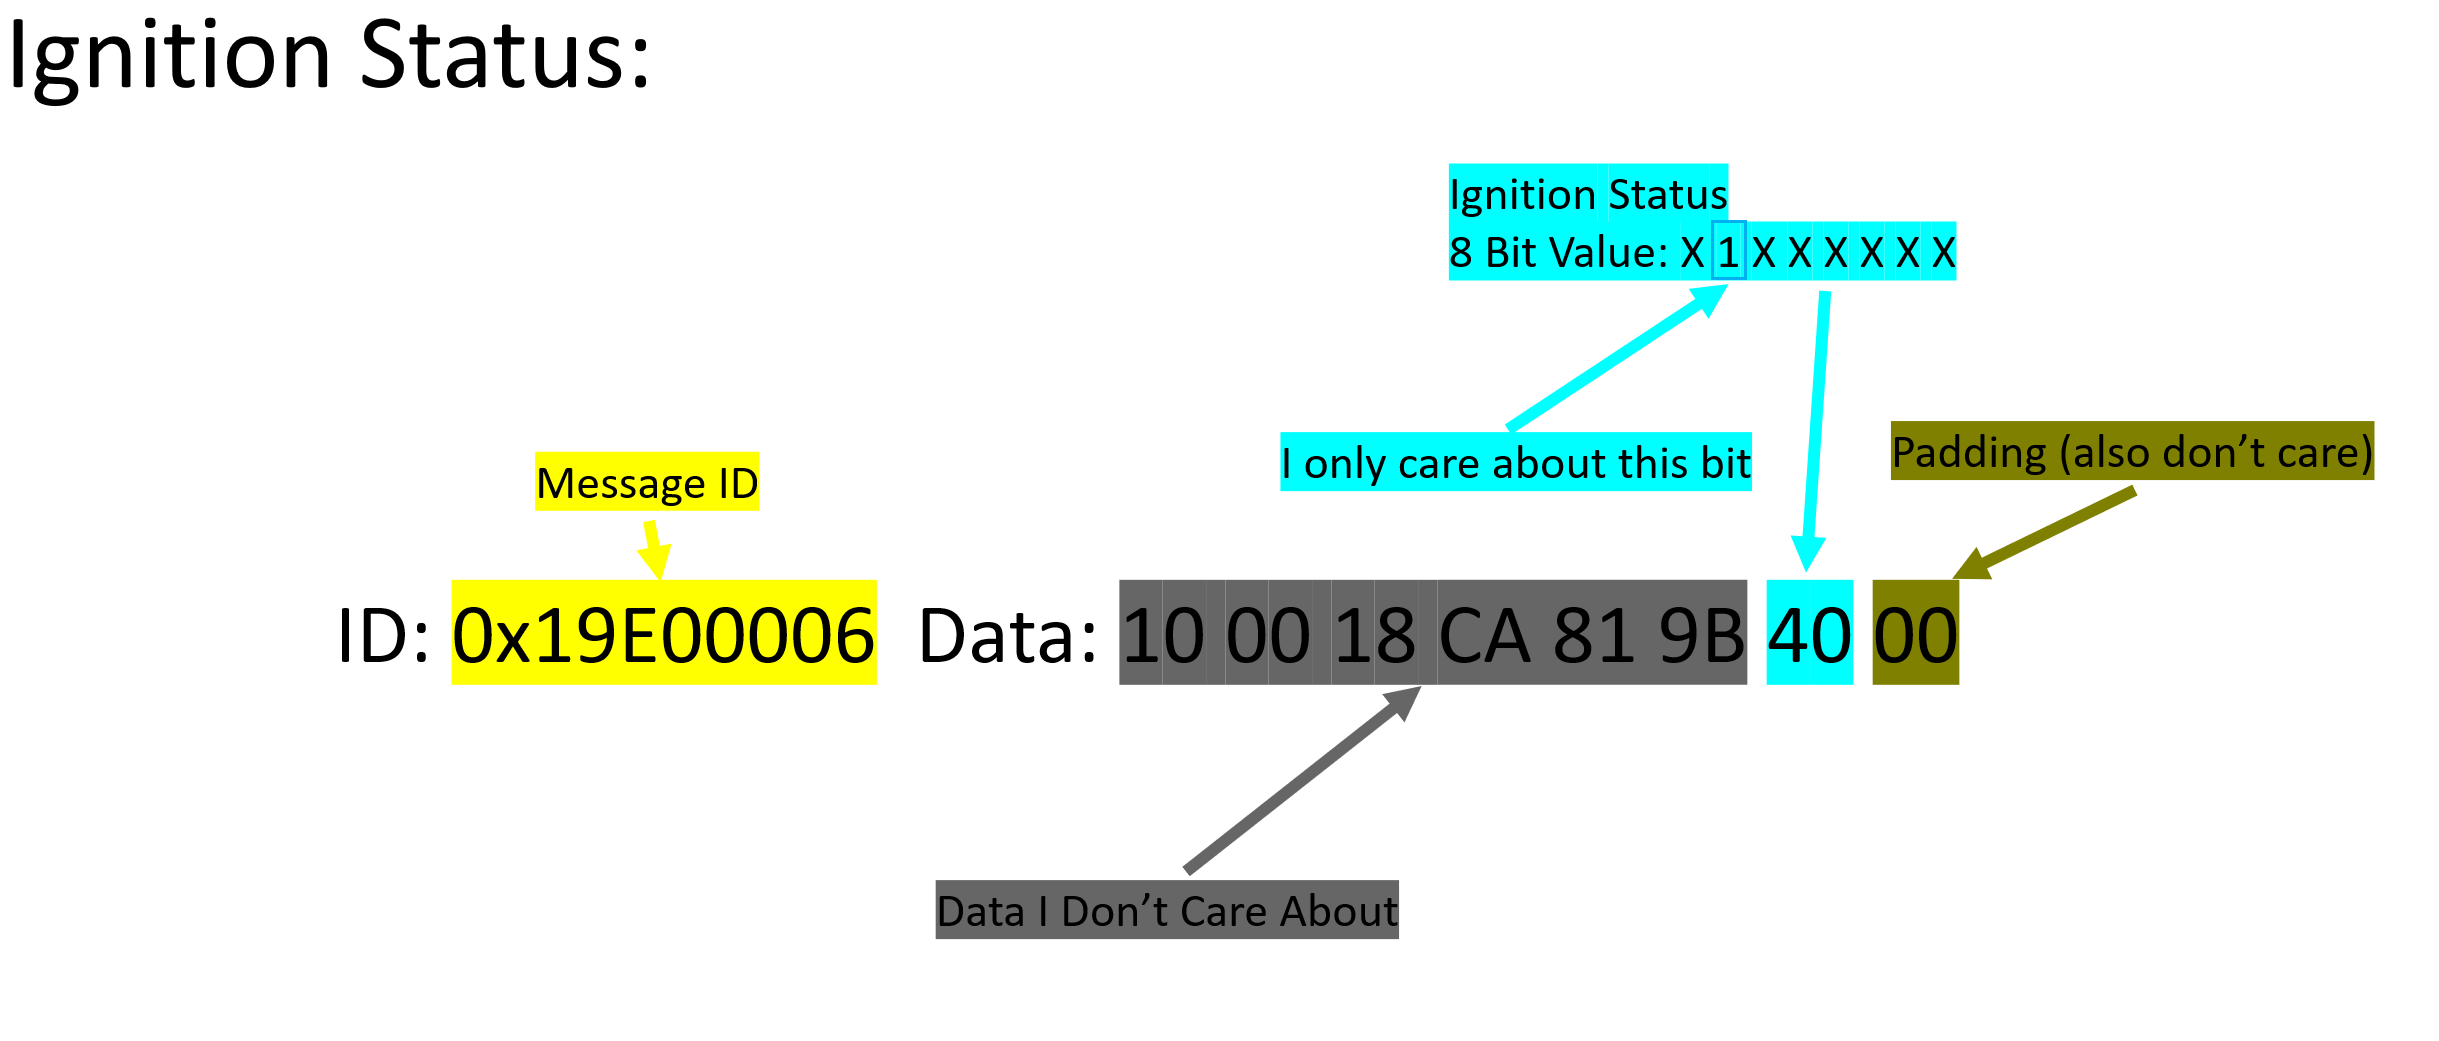 Ignition Status:
Ignition Status
8 Bit Value: X 1 X X X X X X
I only care about this bit
Padding (also don’t care)
Message ID
ID: 0x19E00006 Data: 10 00 18 CA 81 9B 40 00
Data I Don’t Care About